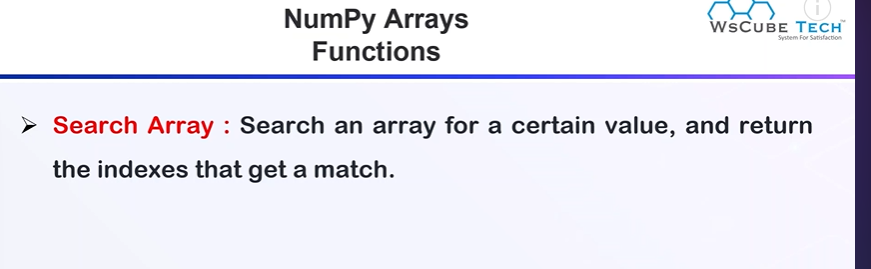 NumPy Arrays
Functions
WsCube Tech
System For Satisfaction
➢ Search Array : Search an array for a certain value, and return
the indexes that get a match.